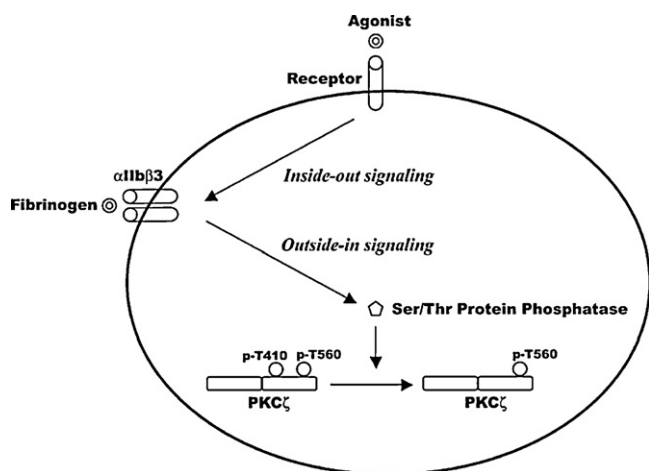 Agonist
Receptor
αIIbβ3
Inside-out signaling
Fibrinogen
Outside-in signaling
Ser/Thr Protein Phosphatase
p-T410 p-T560
p-T560
PKCζ
PKCζ